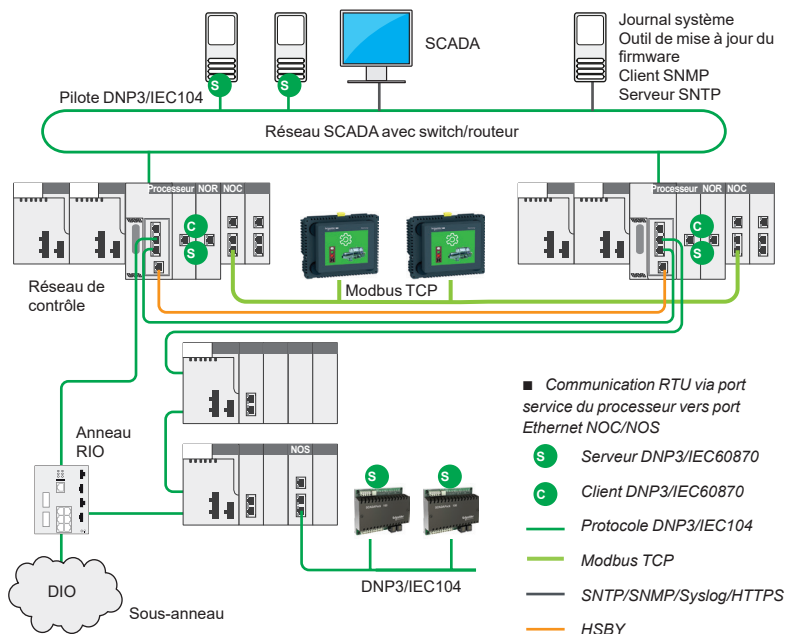 Journal système
Outil de mise à jour du
firmware
Client SNMP
Serveur SNTP
SCADA
S
S
Pilote DNP3/IEC104
Réseau SCADA avec switch/routeur
Processeur NOR NOC
Processeur NOR NOC
C
S
C
S
Réseau de
contrôle
Modbus TCP
Anneau
RIO
NOS
S
S
DNP3/IEC104
DIO
Sous-anneau
■ Communication RTU via port
service du processeur vers port
Ethernet NOC/NOS
S Serveur DNP3/IEC60870
C Client DNP3/IEC60870
Protocole DNP3/IEC104
Modbus TCP
SNTP/SNMP/Syslog/HTTPS
HSBY